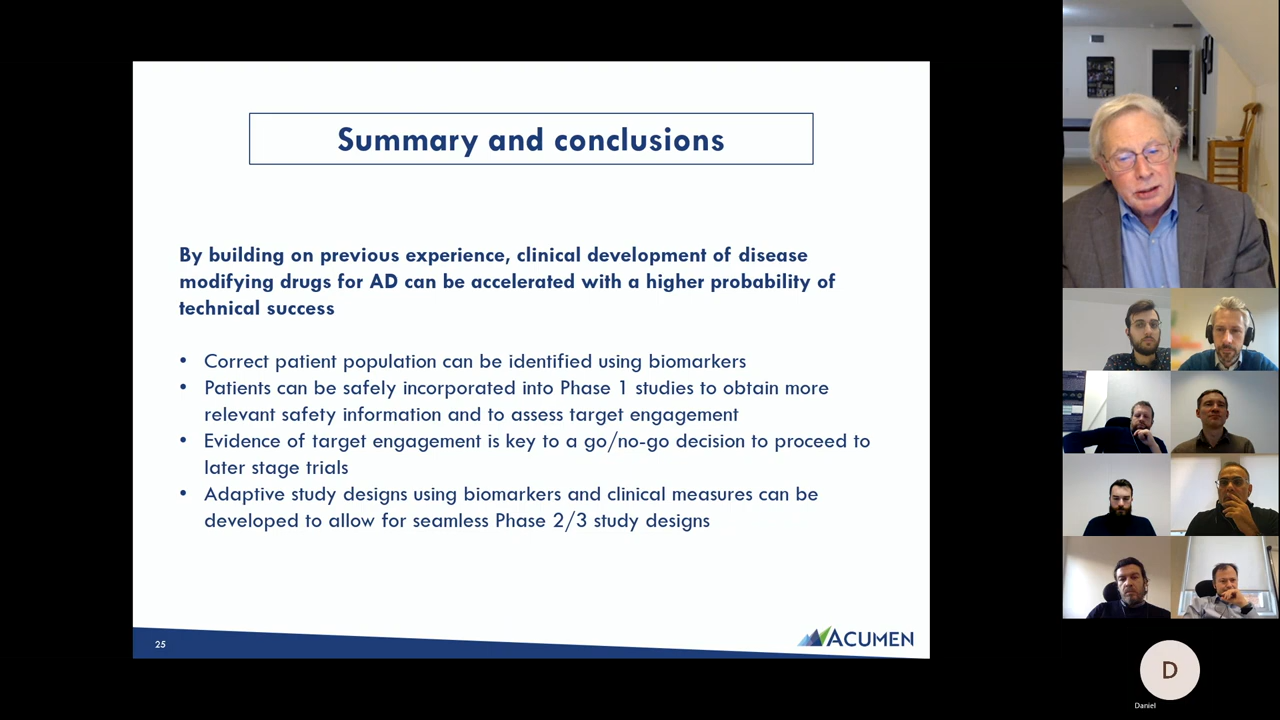 Summary and conclusions
By building on previous experience, clinical development of disease
modifying drugs for AD can be accelerated with a higher probability of
technical success
• Correct patient population can be identified using biomarkers
• Patients can be safely incorporated into Phase 1 studies to obtain more
relevant safety information and to assess target engagement
• Evidence of target engagement is key to a go/no-go decision to proceed to
later stage trials
• Adaptive study designs using biomarkers and clinical measures can be
developed to allow for seamless Phase 2/3 study designs
25
ACUMEN
D
Daniel